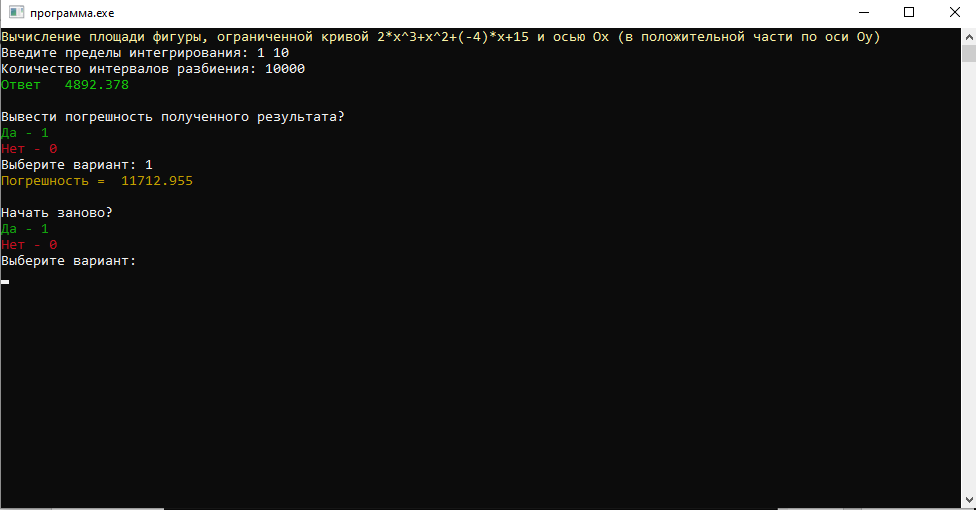 программа.exe
Вычисление площади фигуры, ограниченной кривой 2*x^3+x^2+(-4)*x+15 и осью Ox (в положительной части по оси Oy)
Введите пределы интегрирования: 1 10
Количество интервалов разбиения: 10000
Ответ   4892.378
Вывести погрешность полученного результата?
Да - 1
Нет - 0
Выберите вариант: 1
Погрешность =  11712.955
Начать заново?
Да - 1
Нет - 0
Выберите вариант: